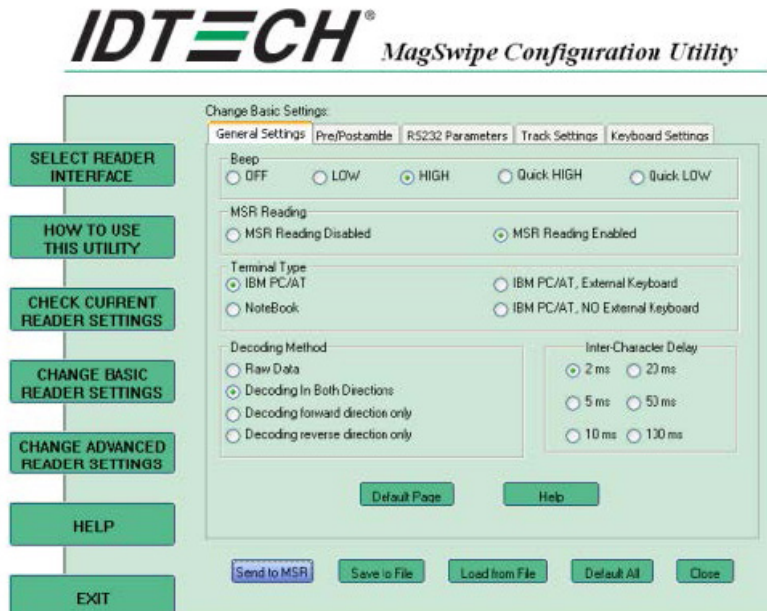 IDTECH®
MagSwipe Configuration Utility
Change Basic Settings:
General Settings Pre/Postamble RS232 Parameters Track Settings Keyboard Settings
SELECT READER
INTERFACE
HOW TO USE
THIS UTILITY
CHECK CURRENT
READER SETTINGS
CHANGE BASIC
READER SETTINGS
CHANGE ADVANCED
READER SETTINGS
HELP
EXIT
Beep
OFF LOW HIGH Quick HIGH Quick LOW
MSR Reading
MSR Reading Disabled MSR Reading Enabled
Terminal Type
IBM PC/AT IBM PC/AT, External Keyboard
NoteBook IBM PC/AT, NO External Keyboard
Decoding Method
Raw Data
Decoding In Both Directions
Decoding forward direction only
Decoding reverse direction only
Inter-Character Delay
2 ms 20 ms
5 ms 50 ms
10 ms 100 ms
Default Page Help
Send to MSR Save to File Load from File Default All Close